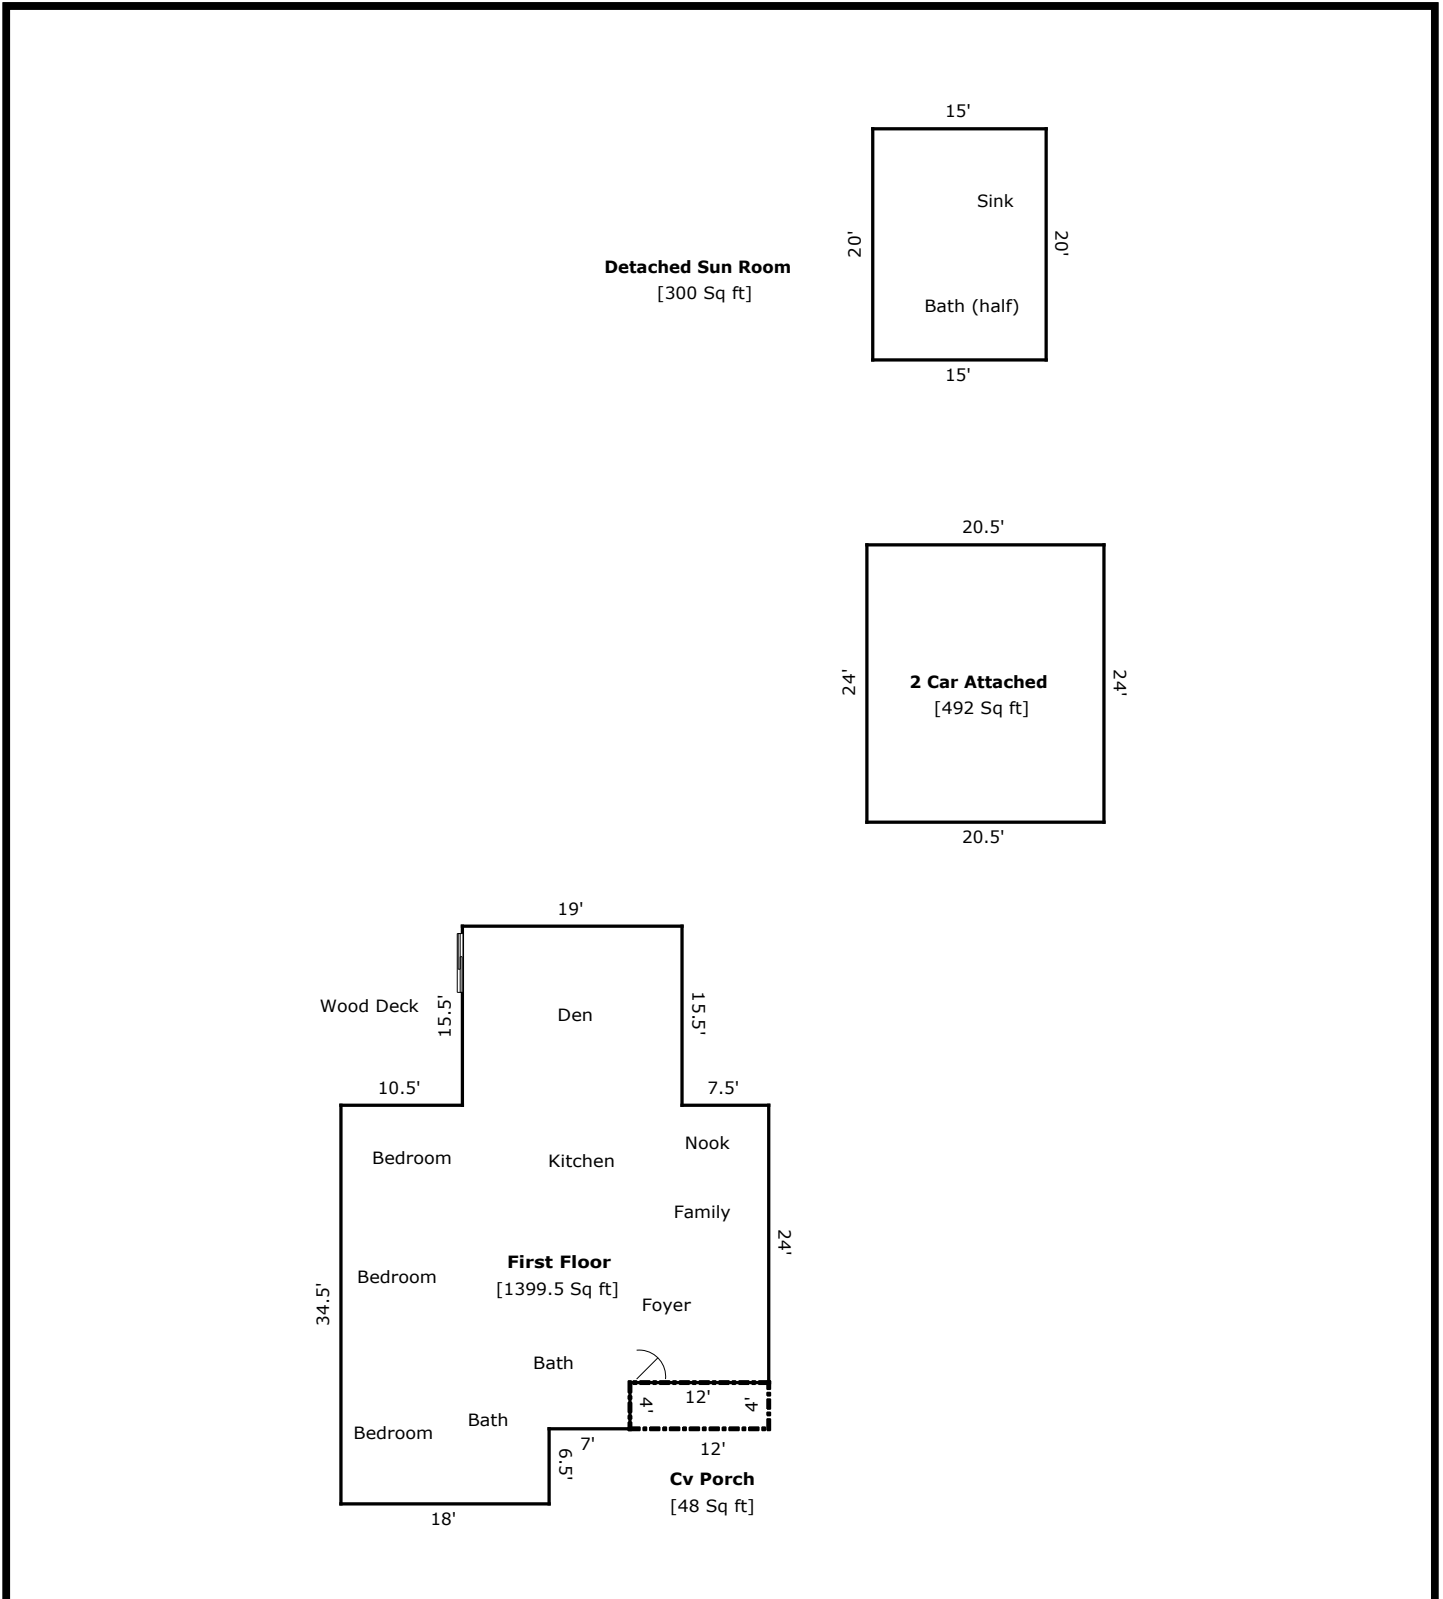 15'
Sink
20'
20'
Detached Sun Room
[300 Sq ft]
Bath (half)
15'
20.5'
24'
2 Car Attached
24'
[492 Sq ft]
20.5'
19'
Wood Deck
15.5'
Den
15.5'
10.5'
7.5'
Nook
Bedroom
Kitchen
Family
24'
First Floor
Bedroom
[1399.5 Sq ft]
34.5'
Foyer
Bath
12'
4'
4'
Bath
Bedroom
7'
12'
6.5'
Cv Porch
[48 Sq ft]
18'